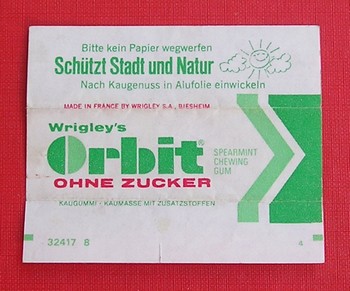 Bitte kein Papier wegwerfen
Schützt Stadt und Natur
Nach Kaugenuss in Alufolie einwickeln
MADE IN FRANCE BY WRIGLEY S.A., BIESHEIM
Wrigley's
Orbit®
SPEARMINT
CHEWING
GUM
OHNE ZUCKER
KAUGUMMI - KAUMASSE MIT ZUSATZSTOFFEN
32417 8
4